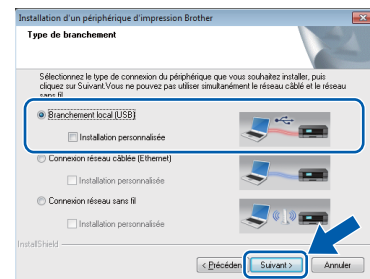 Installation d'un périphérique d'impression Brother
Type de branchement
Sélectionnez le type de connexion du périphérique que vous souhaitez installer, puis
cliquez sur Suivant.Vous ne pouvez pas utiliser simultanément le réseau câblé et le réseau
sans fil.
Branchement local (USB)
Installation personnalisée
Connexion réseau câblée (Ethernet)
Installation personnalisée
Connexion réseau sans fil
Installation personnalisée
InstallShield
< Précéden
Suivant >
Annuler